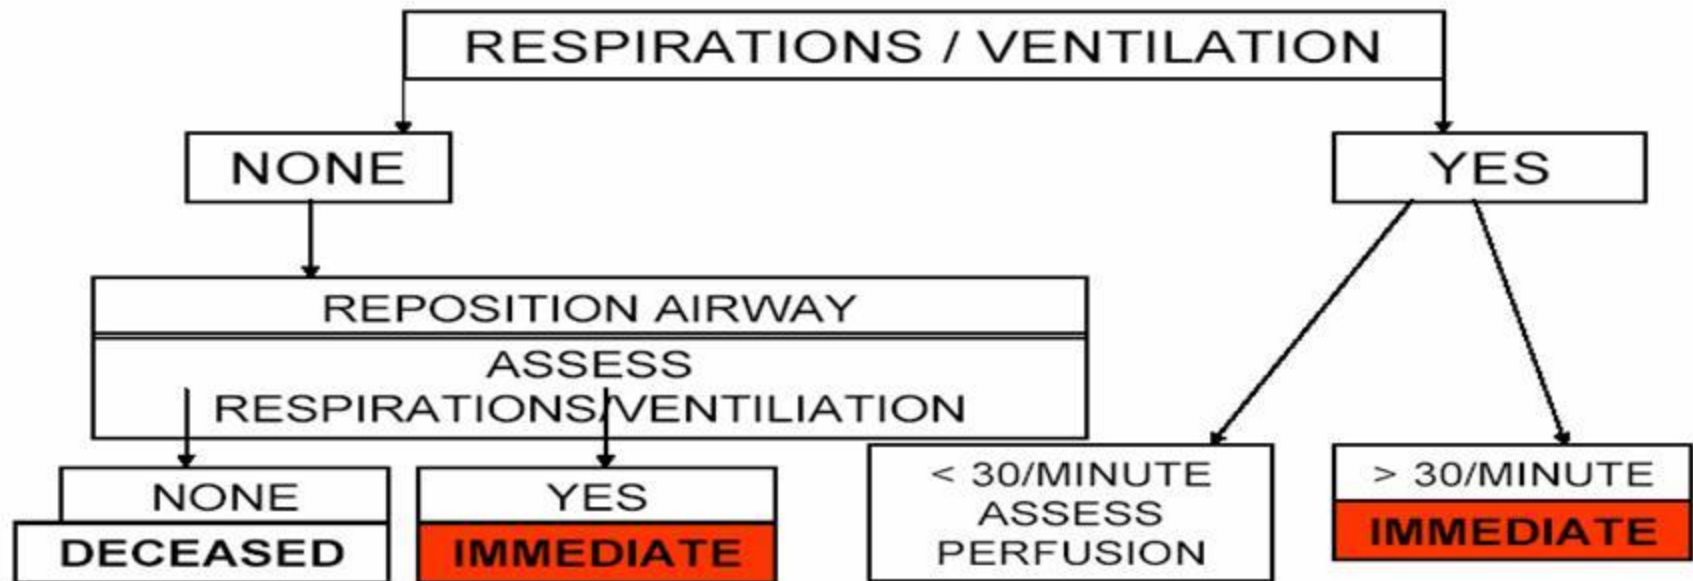 RESPIRATIONS / VENTILATION
NONE
YES
REPOSITION AIRWAY
ASSESS
RESPIRATIONS/VENTILIATION
NONE
DECEASED
YES
IMMEDIATE
< 30/MINUTE
ASSESS
PERFUSION
> 30/MINUTE
IMMEDIATE